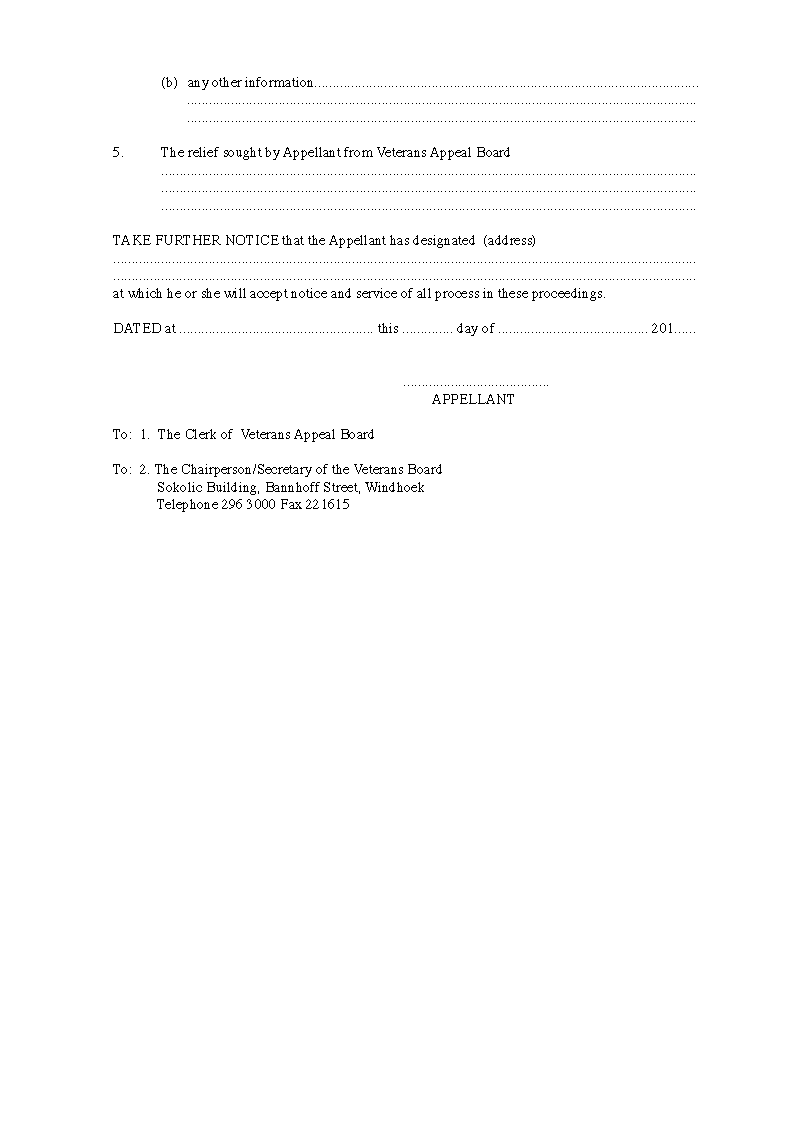 (b) any other information........................................................................................................
..........................................................................................................................................
..........................................................................................................................................
5. The relief sought by Appellant from Veterans Appeal Board
.................................................................................................................................................
.................................................................................................................................................
.................................................................................................................................................
TAKE FURTHER NOTICE that the Appellant has designated (address)
..............................................................................................................................................................
..............................................................................................................................................................
at which he or she will accept notice and service of all process in these proceedings.
DATED at ..................................................... this .............. day of ......................................... 201......
........................................
APPELLANT
To: 1. The Clerk of Veterans Appeal Board
To: 2. The Chairperson/Secretary of the Veterans Board
Sokolic Building, Bannhoff Street, Windhoek
Telephone 296 3000 Fax 221615